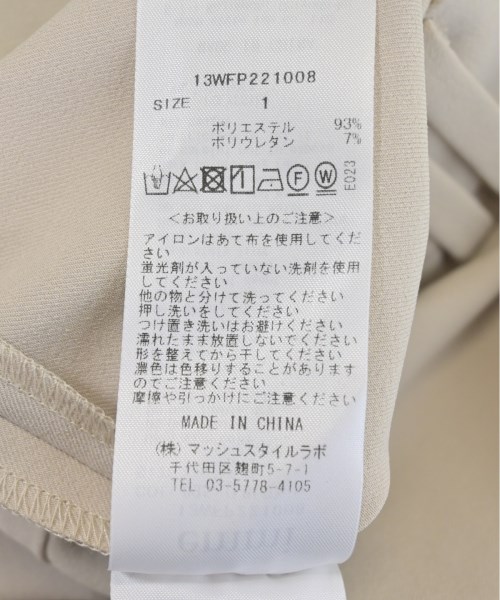 13WFP221008
SIZE 1
ポリエステル 93%
ポリウレタン 7%
F W E023
<お取り扱い上のご注意>
アイロンはあて布を使用してくだ
さい
蛍光剤が入っていない洗剤を使用
してください
他の物と分けて洗ってください
押し洗いをしてください
つけ置き洗いはお避けください
濡れたまま放置しないでください
形を整えてから干してください
濃色は色移りすることがあります
のでご注意ください
摩擦や引っかけにご注意ください
MADE IN CHINA
(株) マッシュスタイルラボ
千代田区麹町5-7-1
TEL 03-5778-4105